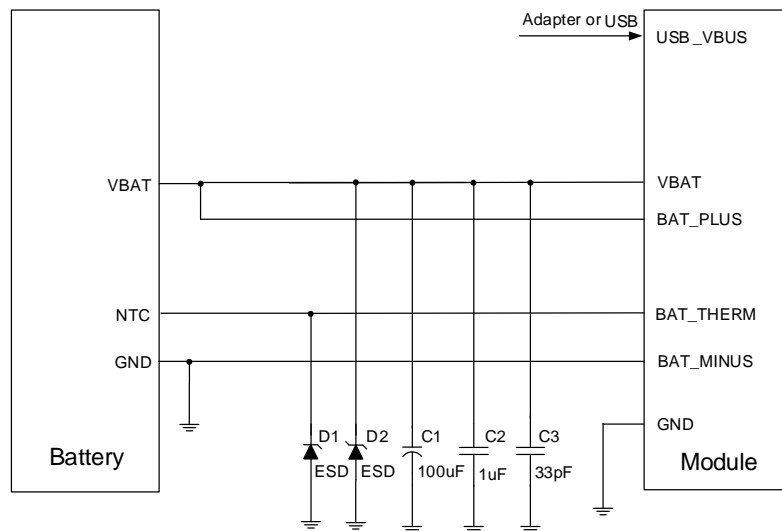 Adapter or USB
USB_VBUS
VBAT
VBAT
BAT_PLUS
NTC
BAT_THERM
GND
BAT_MINUS
GND
D1
D2
C1
C2
C3
ESD
ESD
100uF
1uF
33pF
Battery
Module